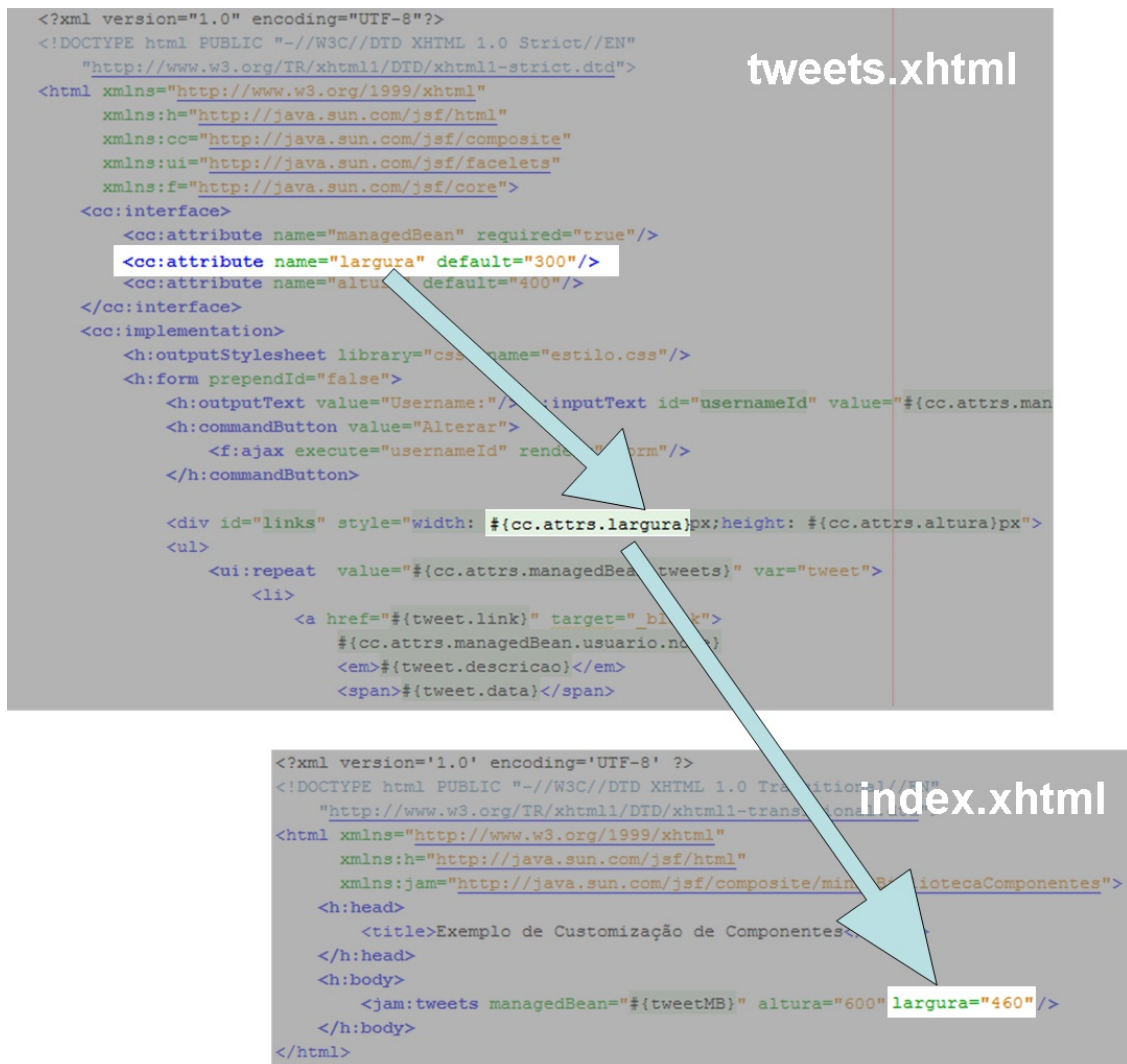 <?xml version="1.0" encoding="UTF-8"?>
<!DOCTYPE html PUBLIC "-//W3C//DTD XHTML 1.0 Strict//EN"
"http://www.w3.org/TR/xhtml1/DTD/xhtml1-strict.dtd">
tweets.xhtml
<html xmlns="http://www.w3.org/1999/xhtml"
xmlns:h="http://java.sun.com/jsf/html"
xmlns:cc="http://java.sun.com/jsf/composite"
xmlns:ui="http://java.sun.com/jsf/facelets"
xmlns:f="http://java.sun.com/jsf/core">
<cc:interface>
<cc:attribute name="managedBean" required="true"/>
<cc:attribute name="largura" default="300"/>
<cc:attribute name="altura" default="400"/>
</cc:interface>
<cc:implementation>
<h:outputStylesheet library="css" name="estilo.css"/>
<h:form prependId="false">
<h:outputText value="Username:"/> :inputText id="usernameId" value="#{cc.attrs.man
<h:commandButton value="Alterar">
<f:ajax execute="usernameId" render="
</h:commandButton>
<div id="links" style="width: #{cc.attrs.largura}px;height: #{cc.attrs.altura}px">
<ul>
<ui:repeat value="#{cc.attrs.managedBean.tweets}" var="tweet">
<li>
<a href="#{tweet.link}" target="_blank">
#{cc.attrs.managedBean.usuario.nome}
<em>#{tweet.descricao}</em>
<span>#{tweet.data}</span>
<?xml version='1.0' encoding='UTF-8' ?>
<!DOCTYPE html PUBLIC "-//W3C//DTD XHTML 1.0 Transitional//EN"
index.xhtml
"http://www.w3.org/TR/xhtml1/DTD/xhtml1-transitional.dtd">
<html xmlns="http://www.w3.org/1999/xhtml"
xmlns:h="http://java.sun.com/jsf/html"
xmlns:jam="http://java.sun.com/jsf/composite/minhaBibliotecaComponentes">
<h:head>
<title>Exemplo de Customização de Componentes</title>
</h:head>
<h:body>
<jam:tweets managedBean="#{tweetMB}" altura="600" largura="460"/>
</h:body>
</html>